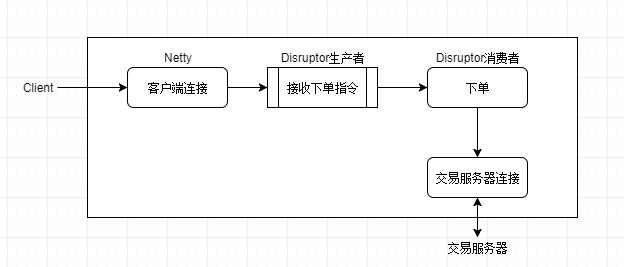 Netty
Disruptor生产者
Disruptor消费者
Client
客户端连接
接收下单指令
下单
交易服务器连接
交易服务器